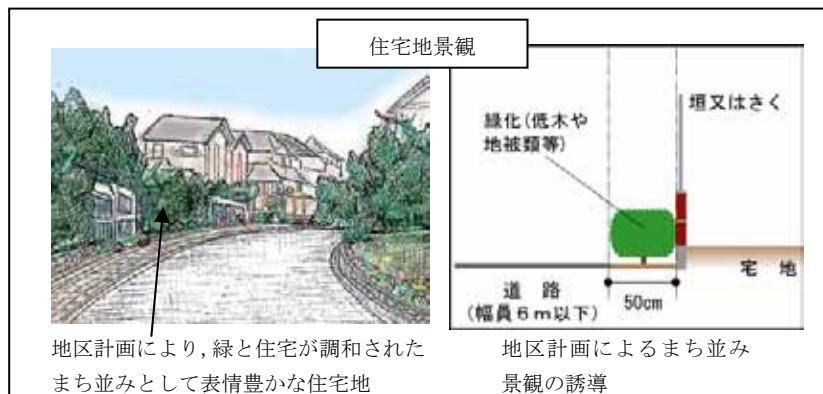 住宅地景観
緑化(低木や
地被類等)
垣又はさく
宅 地
道 路
(幅員6m以下)
50cm
地区計画により,緑と住宅が調和された
まち並みとして表情豊かな住宅地
地区計画によるまち並み
景観の誘導